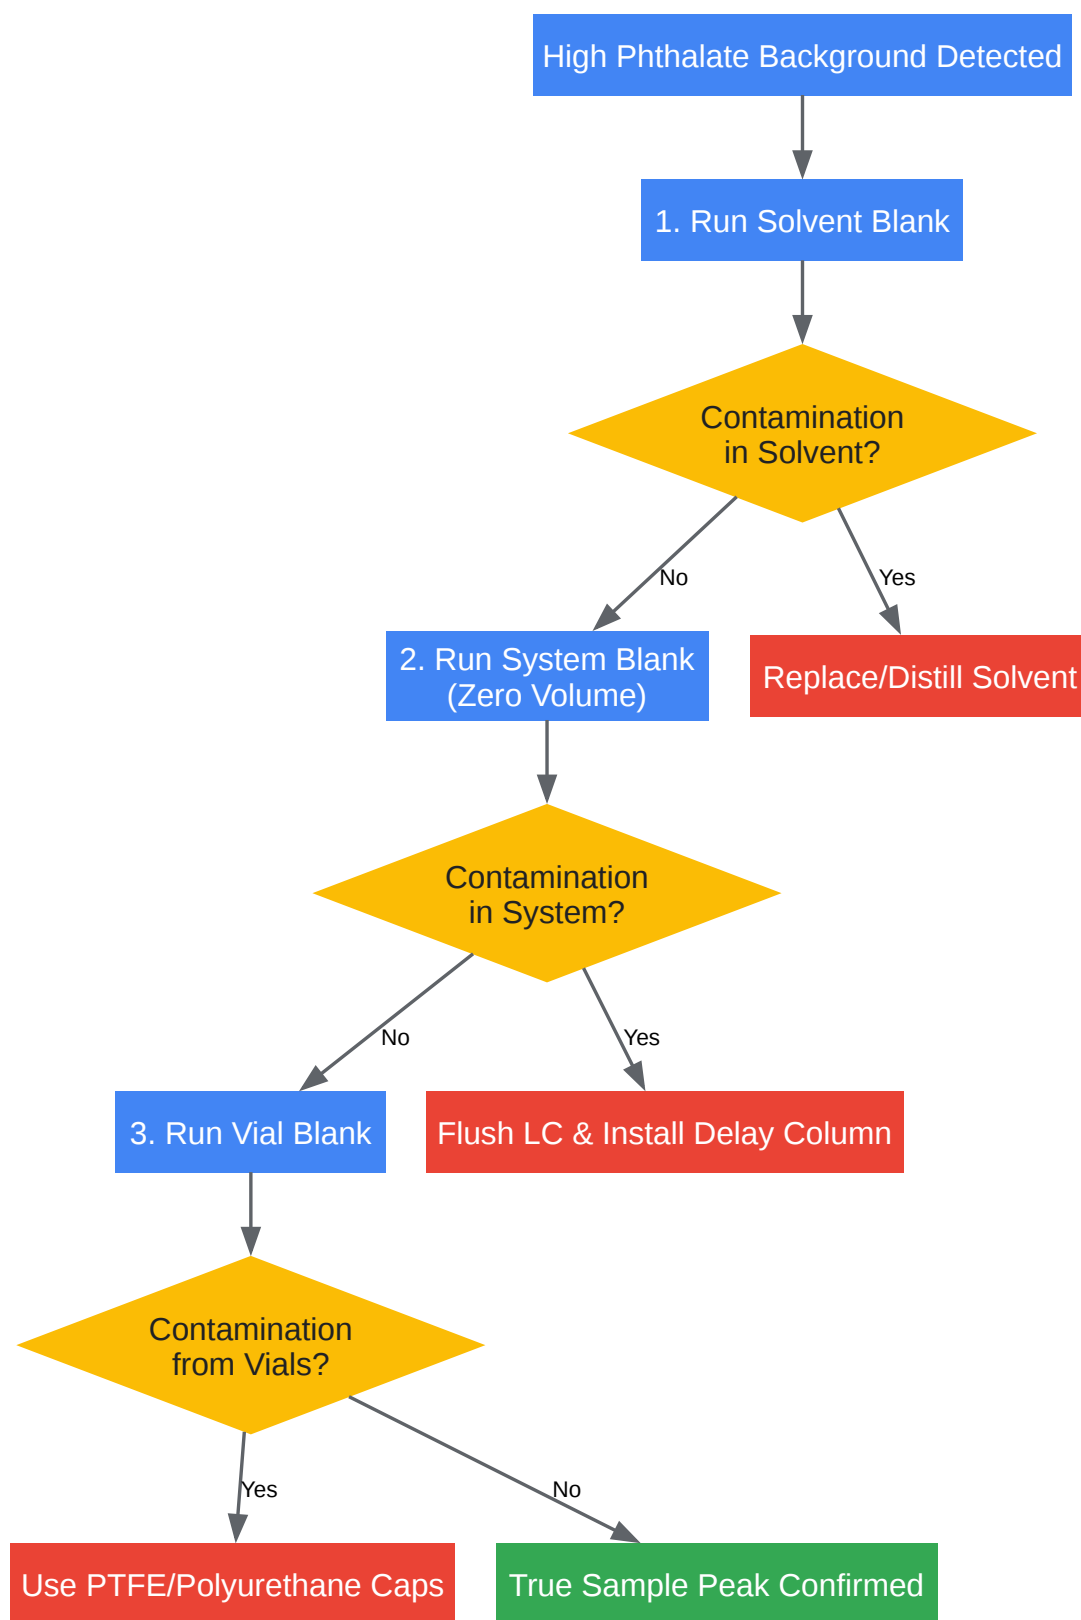 High Phthalate Background Detected
1. Run Solvent Blank
Contamination
in Solvent?
No
Yes
2. Run System Blank
(Zero Volume)
Replace/Distill Solvent
Contamination
in System?
No
Yes
3. Run Vial Blank
Flush LC & Install Delay Column
Contamination
from Vials?
Yes
No
Use PTFE/Polyurethane Caps
True Sample Peak Confirmed